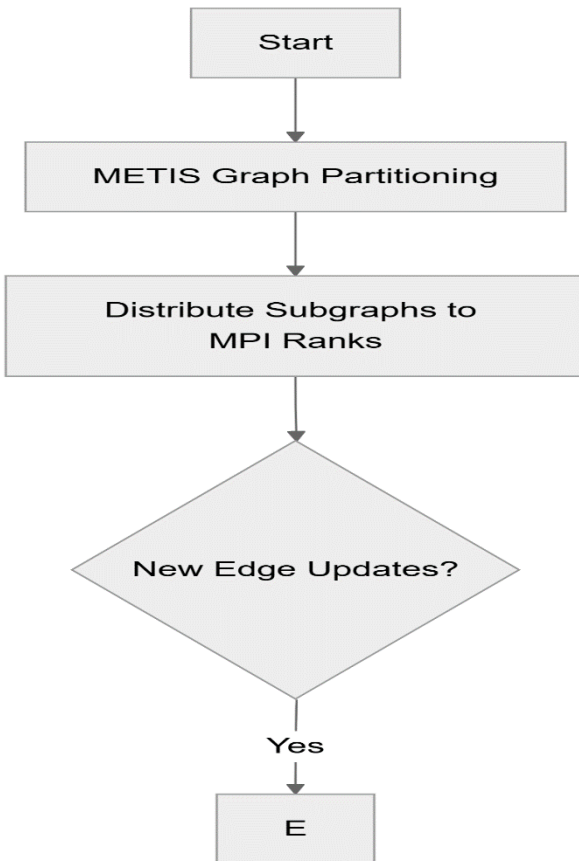 Start
METIS Graph Partitioning
Distribute Subgraphs to
MPI Ranks
New Edge Updates?
Yes
E